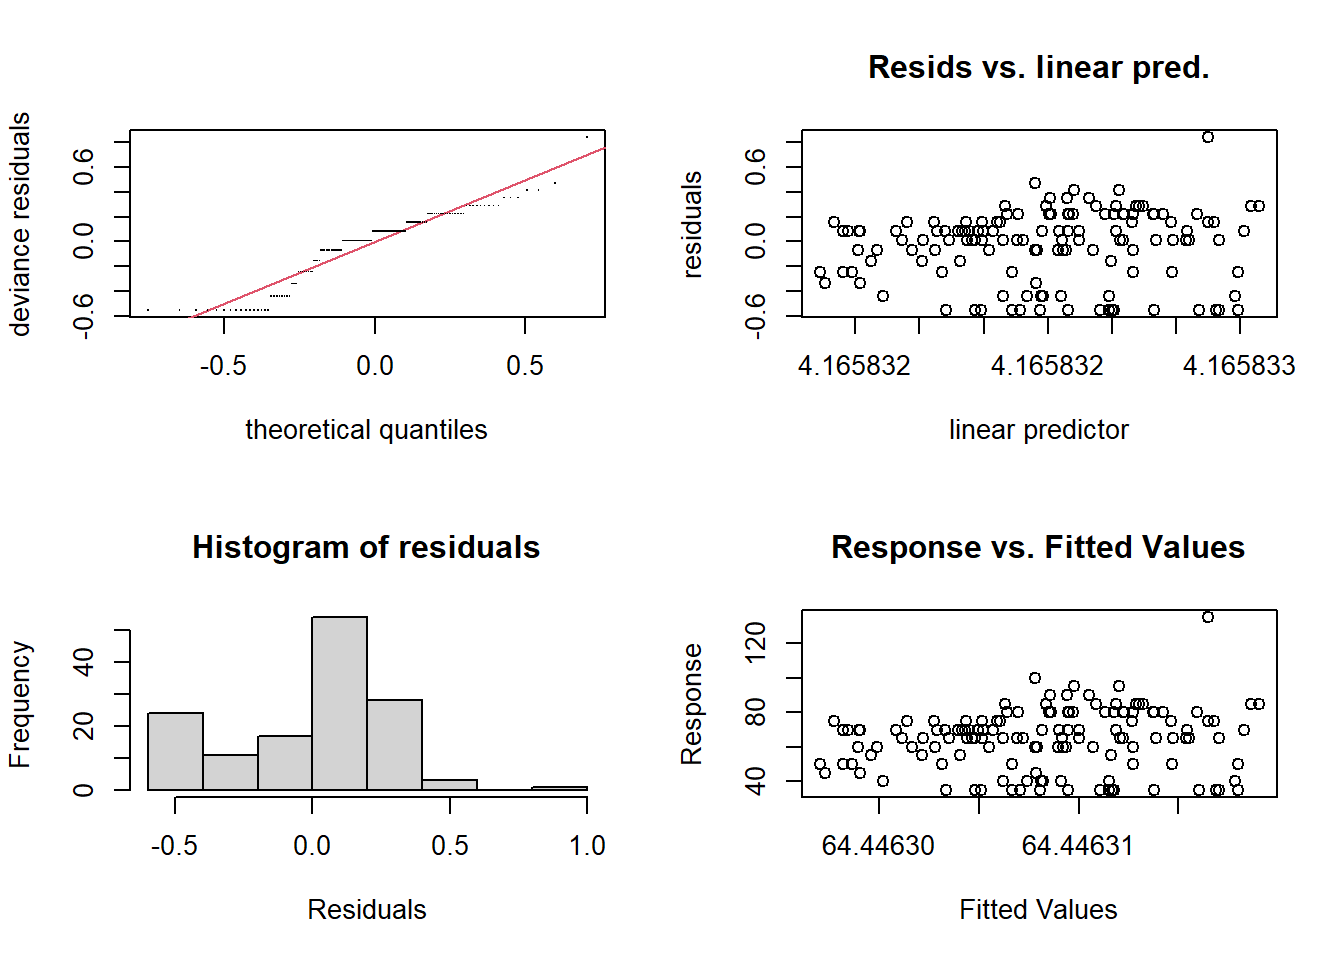 deviance residuals
0.6
0.0
-0.6
-0.5 0.0 0.5
theoretical quantiles
Resids vs. linear pred.
residuals
0.6
0.0
-0.6
4.165832 4.165832 4.165833
linear predictor
Histogram of residuals
Frequency
40
20
0
-0.5 0.0 0.5 1.0
Residuals
Response vs. Fitted Values
Response
120
80
40
64.44630 64.44631
Fitted Values